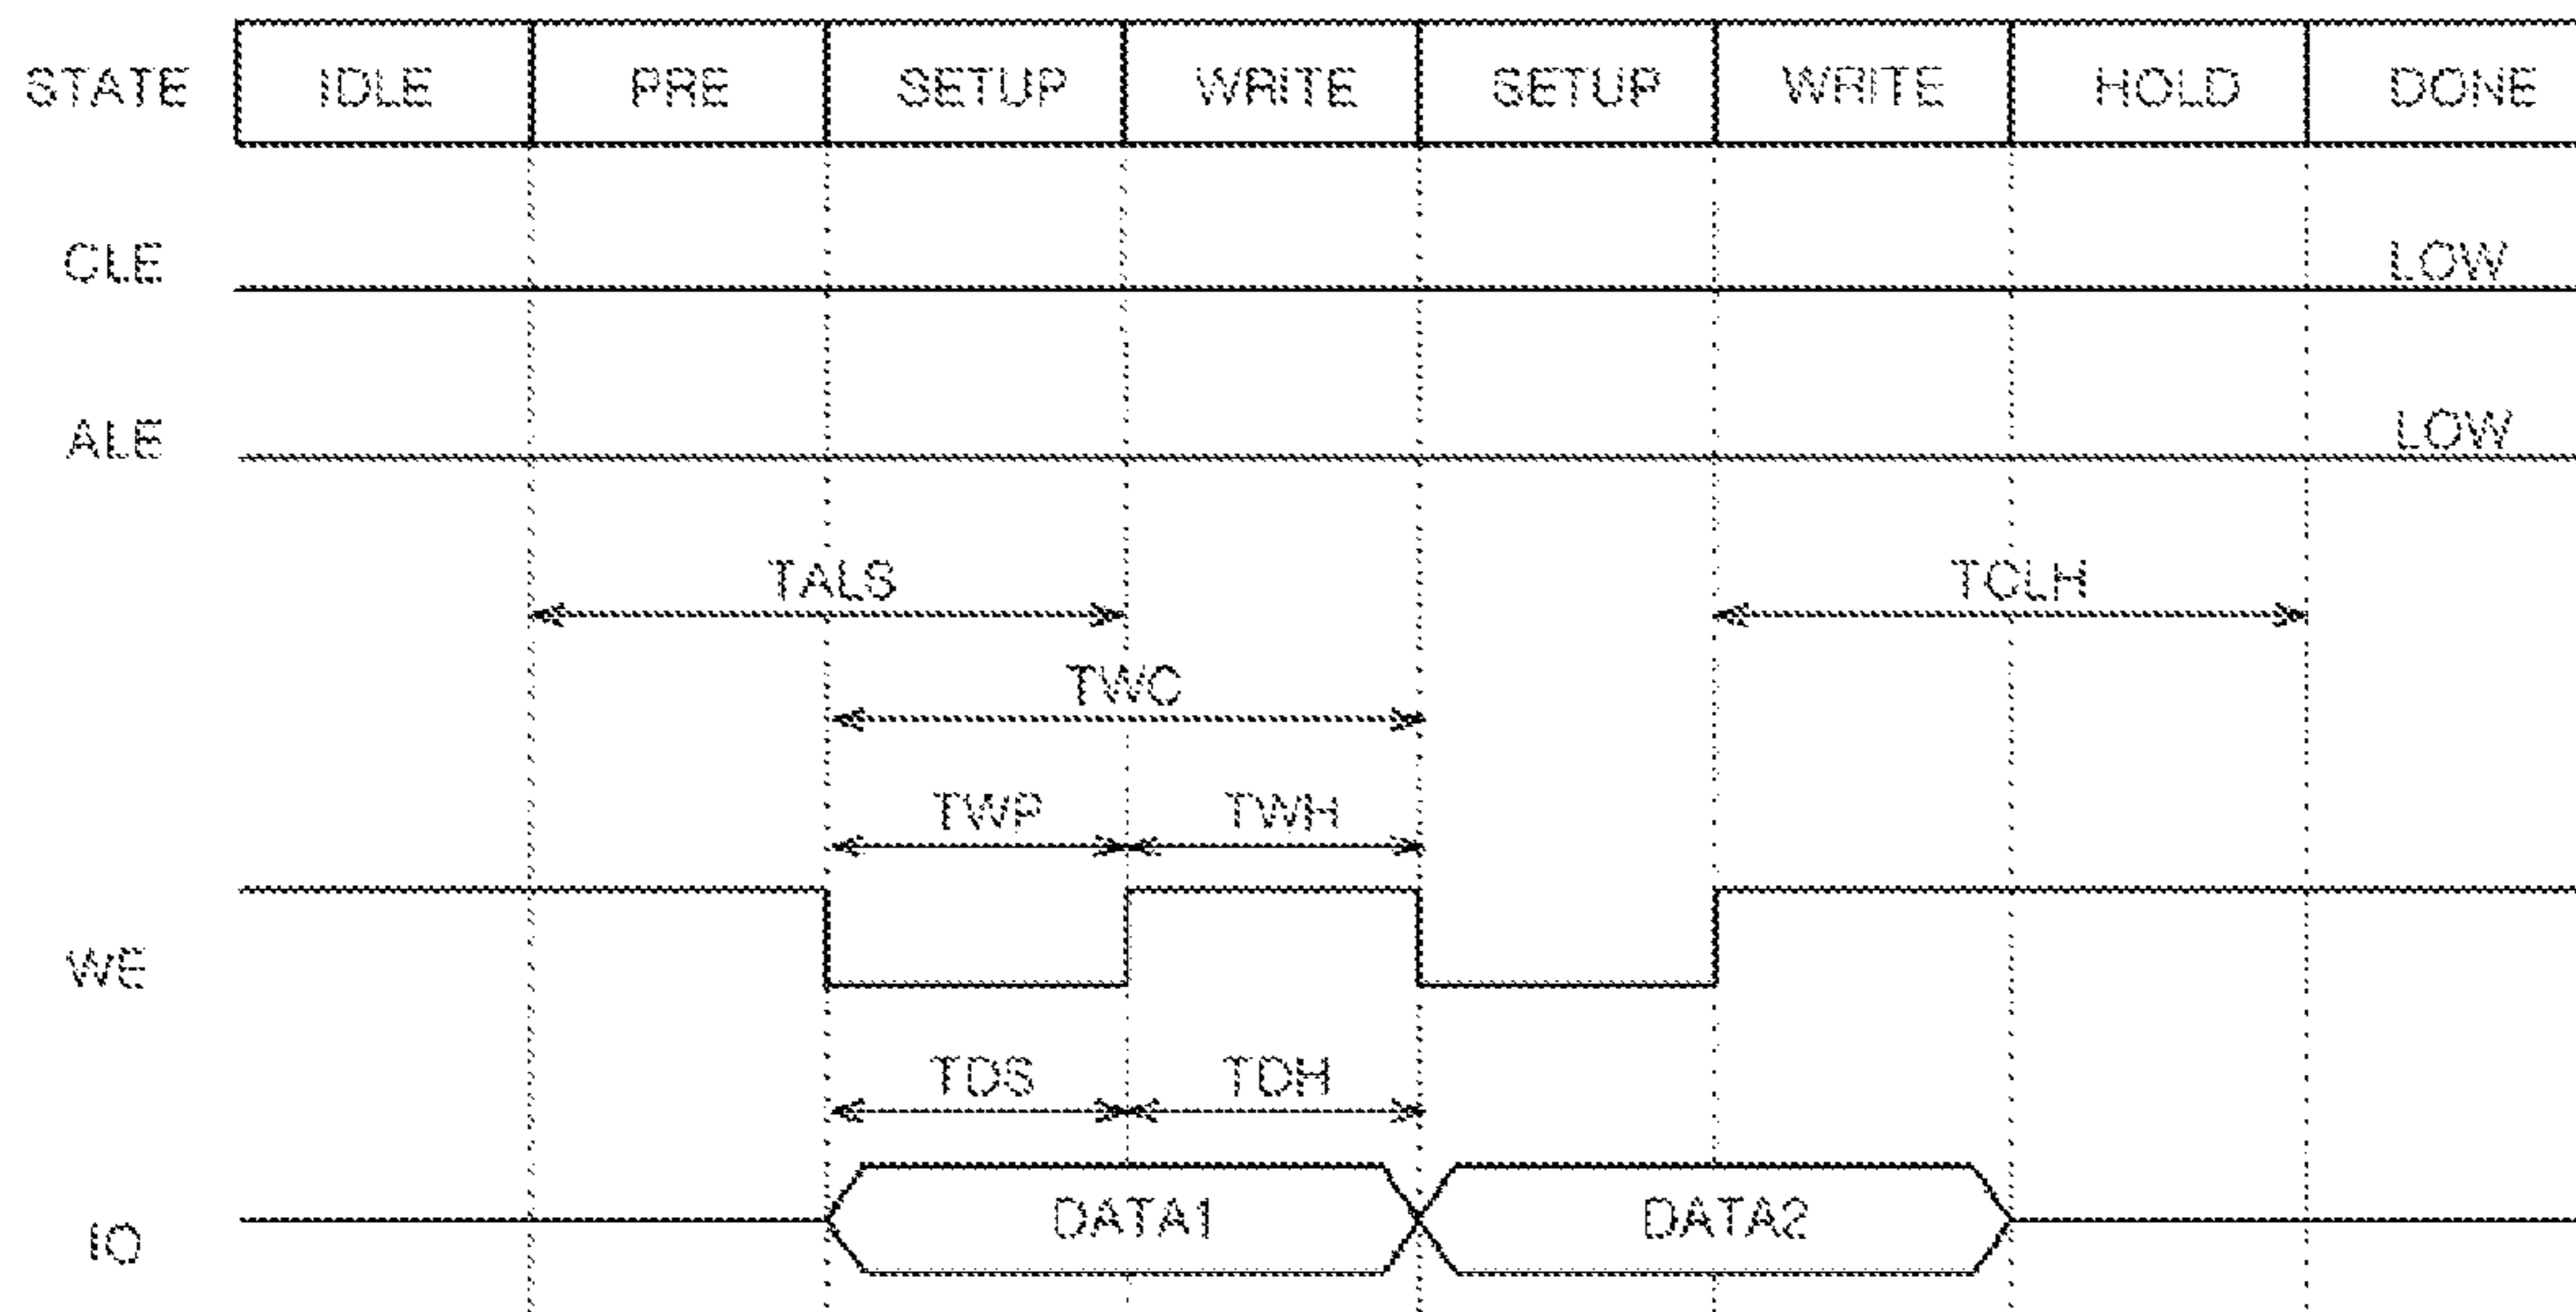 STATE IDLE PRE SETUP WRITE SETUP WRITE HOLD DONE
CLE LOW
ALE LOW
TALS TCLH
TWC
TWP TWH
WE
TDS TDH
IO DATA1 DATA2